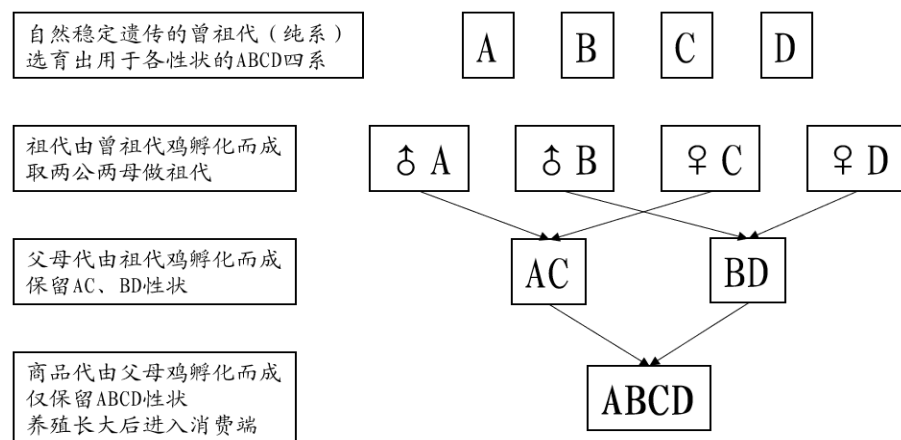 自然稳定遗传的曾祖代（纯系）
选育出用于各性状的ABCD四系
A B C D
祖代由曾祖代鸡孵化而成
取两公两母做祖代
♂ A ♂ B ♀ C ♀ D
父母代由祖代鸡孵化而成
保留AC、BD性状
AC BD
商品代由父母鸡孵化而成
仅保留ABCD性状
养殖长大后进入消费端
ABCD